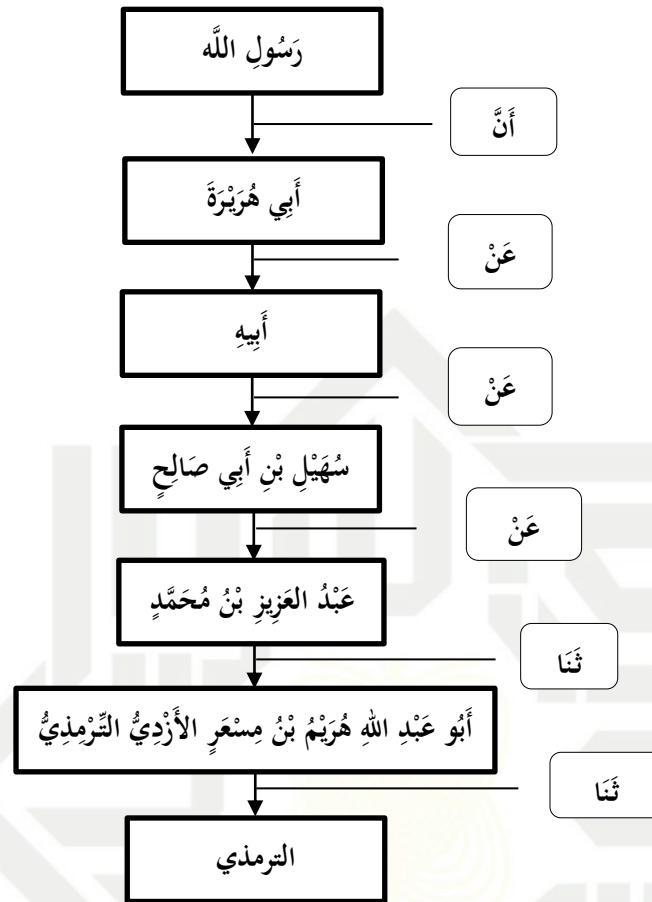 رَسُولِ اللَّه
أَنَّ
أَبِي هُرَيْرَةَ
عَنْ
أَبِيهِ
عَنْ
سُهَيْلِ بْنِ أَبِي صَالِحٍ
عَنْ
عَبْدُ العَزِيزِ بْنُ مُحَمَّدٍ
ثَنَا
أَبُو عَبْدِ اللهِ هُرَيْمُ بْنُ مِسْعَرٍ الأَزْدِيُّ التِّرْمِذِيُّ
ثَنَا
الترمذي